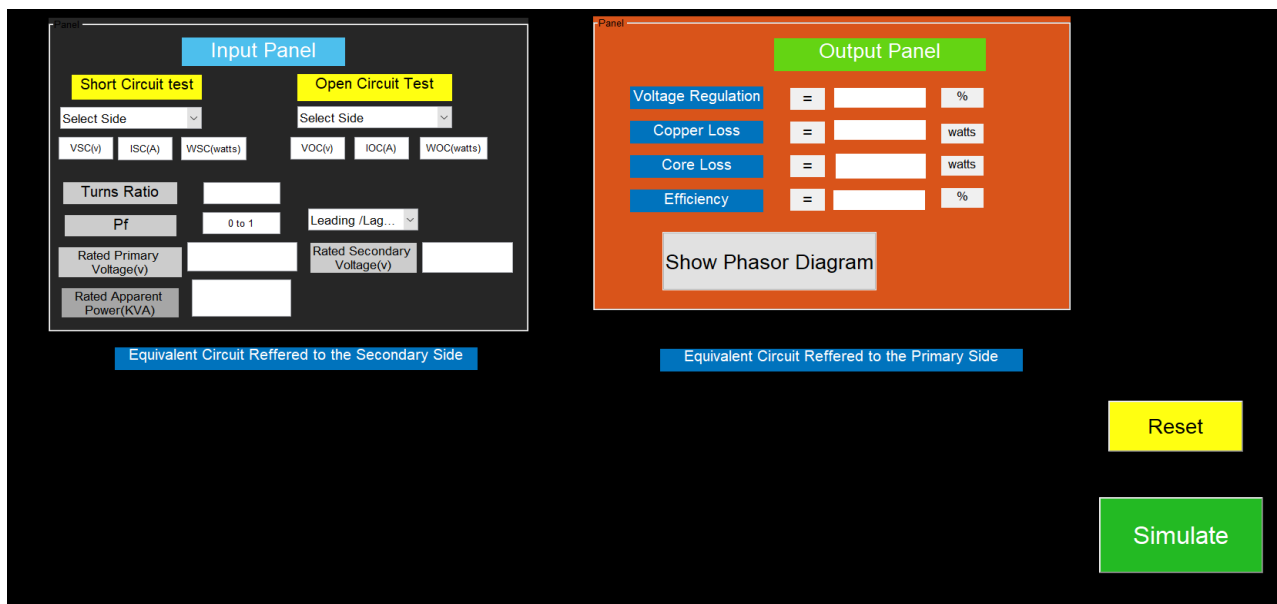 Panel
Input Panel
Short Circuit test
Open Circuit Test
Select Side
Select Side
VSC(v)
ISC(A)
WSC(watts)
VOC(v)
IOC(A)
WOC(watts)
Turns Ratio
Pf
0 to 1
Leading /Lag...
Rated Primary
Voltage(v)
Rated Secondary
Voltage(v)
Rated Apparent
Power(KVA)
Panel
Output Panel
Voltage Regulation
=
%
Copper Loss
=
watts
Core Loss
=
watts
Efficiency
=
%
Show Phasor Diagram
Equivalent Circuit Reffered to the Secondary Side
Equivalent Circuit Reffered to the Primary Side
Reset
Simulate